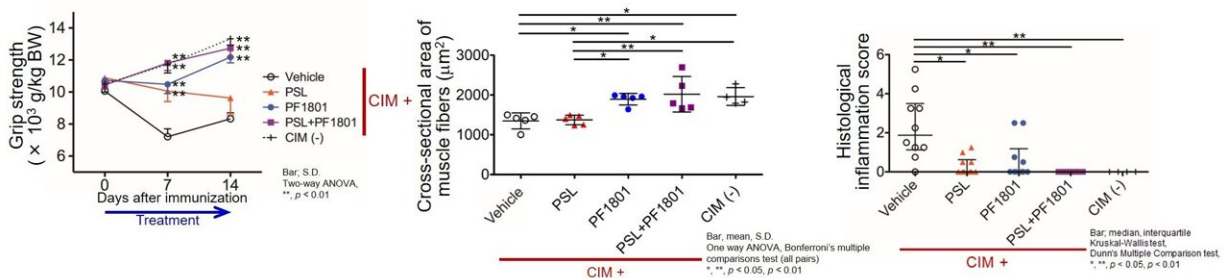 Grip strength
(× 10³ g/kg BW)
14
12
10
8
6
0
7
14
**
**
**
**
**
**
**
Days after immunization
Treatment
Vehicle
PSL
PF1801
PSL+PF1801
CIM (-)
CIM +
Bar; S.D.
Two-way ANOVA,
**, p < 0.01
Cross-sectional area of
muscle fibers (μm²)
3000
2000
1000
0
*
**
*
*
**
*
Vehicle
PSL
PF1801
PSL+PF1801
CIM (-)
CIM +
Bar, mean, S.D.
One way ANOVA, Bonferroni's multiple
comparisons test (all pairs)
*, **, p < 0.05, p < 0.01
Histological
inflammation score
6
4
2
0
**
**
*
*
Vehicle
PSL
PF1801
PSL+PF1801
CIM (-)
CIM +
Bar; median, interquartile
Kruskal-Wallis test,
Dunn's Multiple Comparison test,
*, **, p < 0.05, p < 0.01